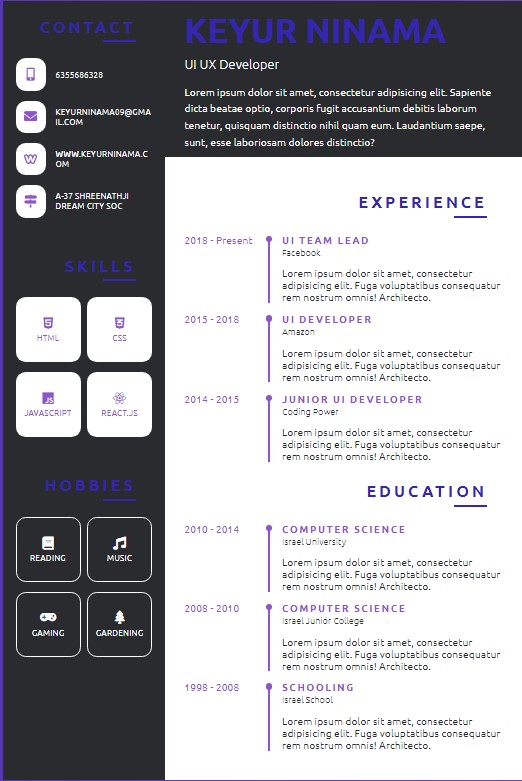 CONTACT
6355686328
KEYURNINAMA09@GMA
IL.COM
WWW.KEYURNINAMA.C
OM
A-37 SHREENATHJI
DREAM CITY SOC
SKILLS
HTML
CSS
JAVASCRIPT
REACT.JS
HOBBIES
READING
MUSIC
GAMING
GARDENING
KEYUR NINAMA
UI UX Developer
Lorem ipsum dolor sit amet, consectetur adipisicing elit. Sapiente
dicta beatae optio, corporis fugit accusantium debitis laborum
tenetur, quisquam distinctio nihil quam eum. Laudantium saepe,
sunt, esse laboriosam dolores distinctio?
EXPERIENCE
2018 - Present
UI TEAM LEAD
Facebook
Lorem ipsum dolor sit amet, consectetur
adipisicing elit. Fuga voluptatibus consequatur
rem nostrum omnis! Architecto.
2015 - 2018
UI DEVELOPER
Amazon
Lorem ipsum dolor sit amet, consectetur
adipisicing elit. Fuga voluptatibus consequatur
rem nostrum omnis! Architecto.
2014 - 2015
JUNIOR UI DEVELOPER
Coding Power
Lorem ipsum dolor sit amet, consectetur
adipisicing elit. Fuga voluptatibus consequatur
rem nostrum omnis! Architecto.
EDUCATION
2010 - 2014
COMPUTER SCIENCE
Israel University
Lorem ipsum dolor sit amet, consectetur
adipisicing elit. Fuga voluptatibus consequatur
rem nostrum omnis! Architecto.
2008 - 2010
COMPUTER SCIENCE
Israel Junior College
Lorem ipsum dolor sit amet, consectetur
adipisicing elit. Fuga voluptatibus consequatur
rem nostrum omnis! Architecto.
1998 - 2008
SCHOOLING
Israel School
Lorem ipsum dolor sit amet, consectetur
adipisicing elit. Fuga voluptatibus consequatur
rem nostrum omnis! Architecto.